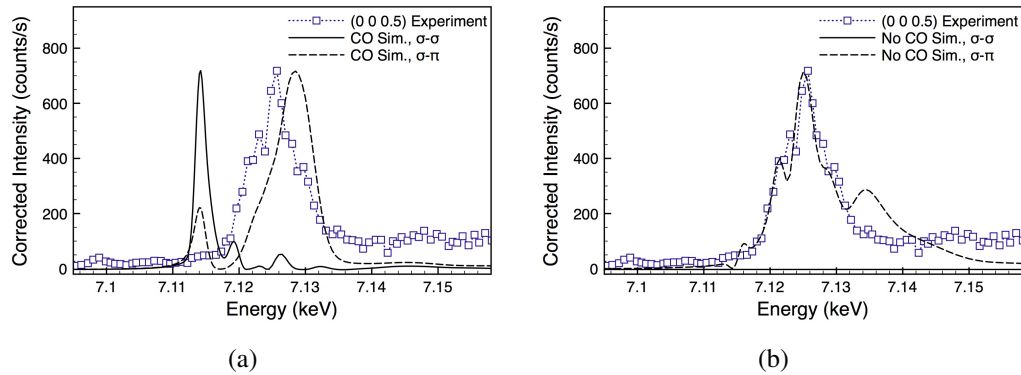 (0 0 0.5) Experiment
CO Sim., σ-σ
CO Sim., σ-π
800
600
400
200
0
Corrected Intensity (counts/s)
7.1 7.11 7.12 7.13 7.14 7.15
Energy (keV)
(a)
(0 0 0.5) Experiment
No CO Sim., σ-σ
No CO Sim., σ-π
800
600
400
200
0
Corrected Intensity (counts/s)
7.1 7.11 7.12 7.13 7.14 7.15
Energy (keV)
(b)